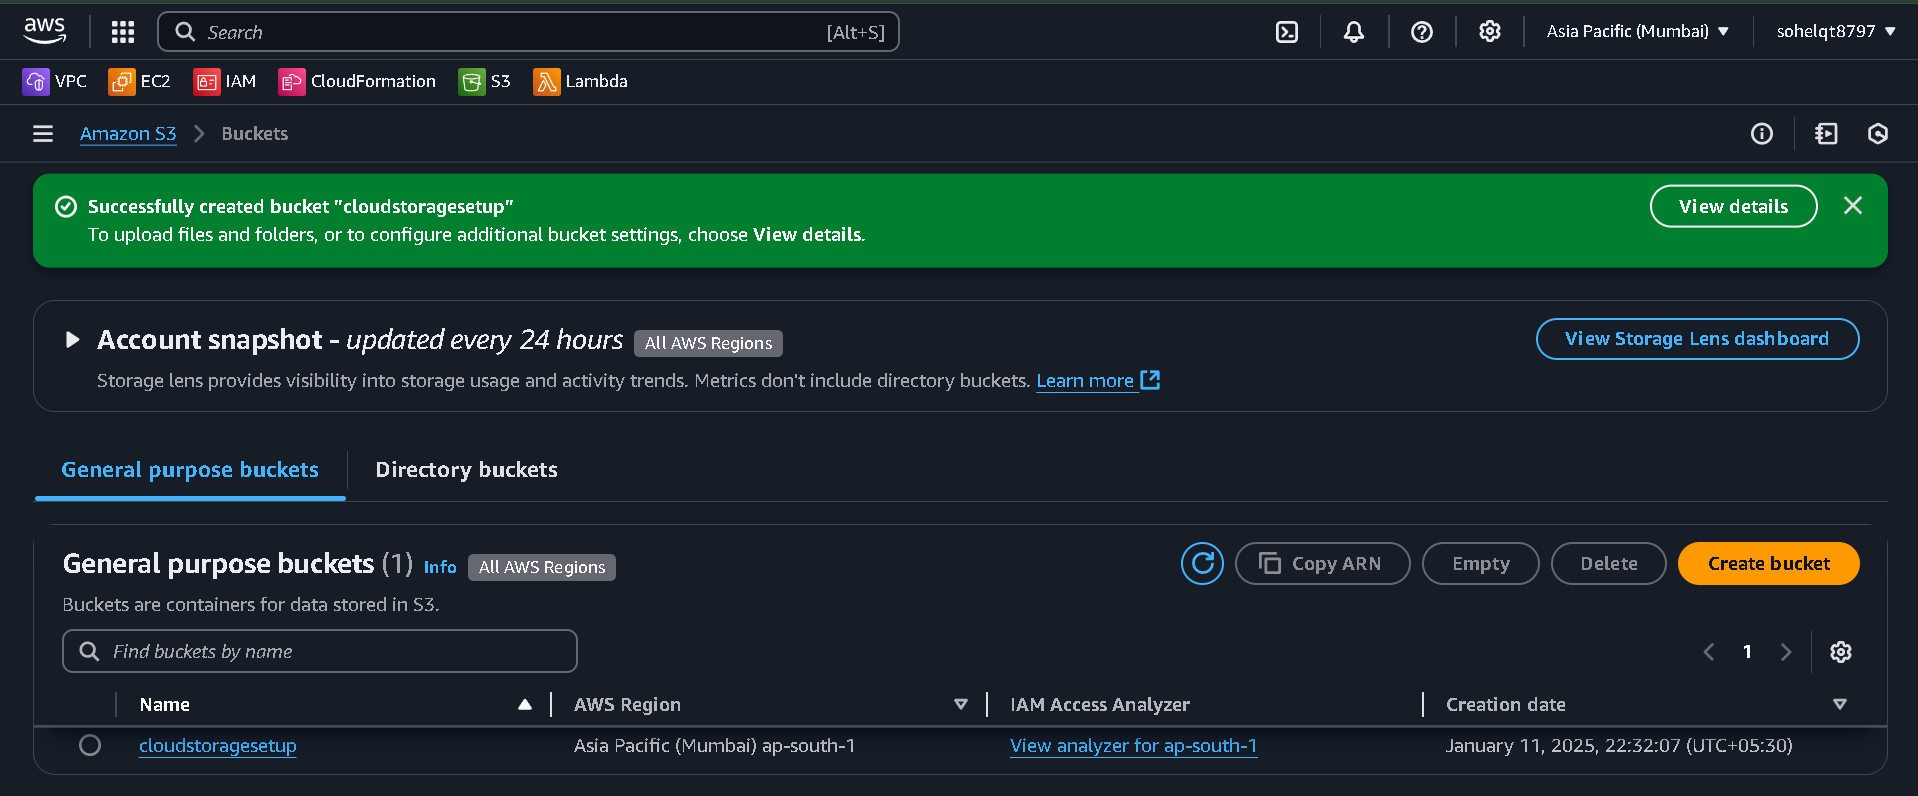 aws
Search [Alt+S]
Asia Pacific (Mumbai)
sohelqt8797
VPC EC2 IAM CloudFormation S3 Lambda
Amazon S3 Buckets
Successfully created bucket "cloudstoragesetup"
To upload files and folders, or to configure additional bucket settings, choose View details.
View details
Account snapshot - updated every 24 hours All AWS Regions
View Storage Lens dashboard
Storage lens provides visibility into storage usage and activity trends. Metrics don't include directory buckets. Learn more
General purpose buckets Directory buckets
General purpose buckets (1) Info All AWS Regions
Copy ARN Empty Delete Create bucket
Buckets are containers for data stored in S3.
Find buckets by name
1
Name AWS Region IAM Access Analyzer Creation date
cloudstoragesetup Asia Pacific (Mumbai) ap-south-1 View analyzer for ap-south-1 January 11, 2025, 22:32:07 (UTC+05:30)